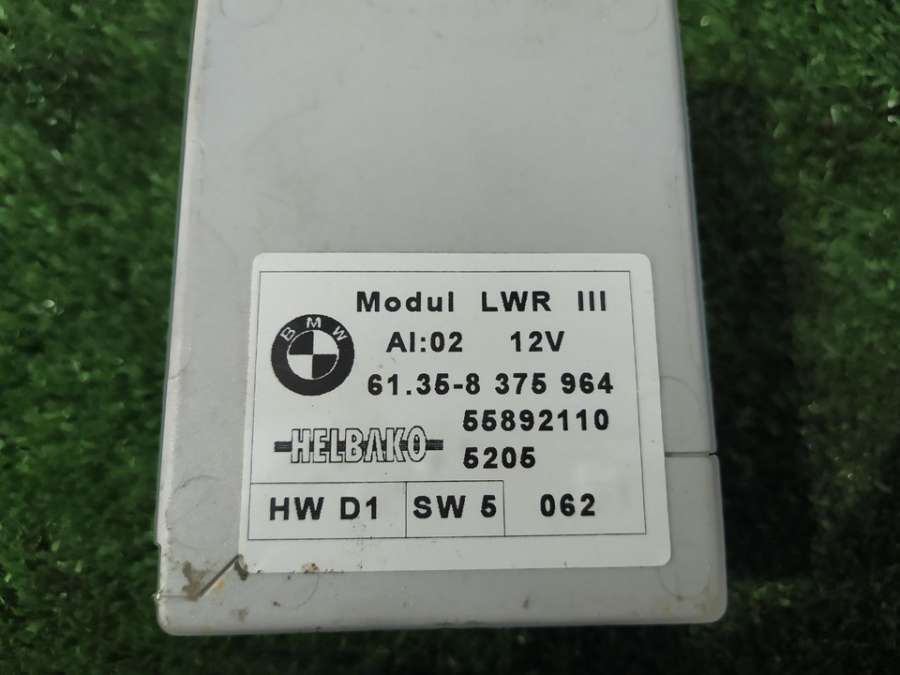 Modul LWR III
BMW
AI:02 12V
61.35-8 375 964
55892110
HELBAKO
5205
HW D1 SW 5 062